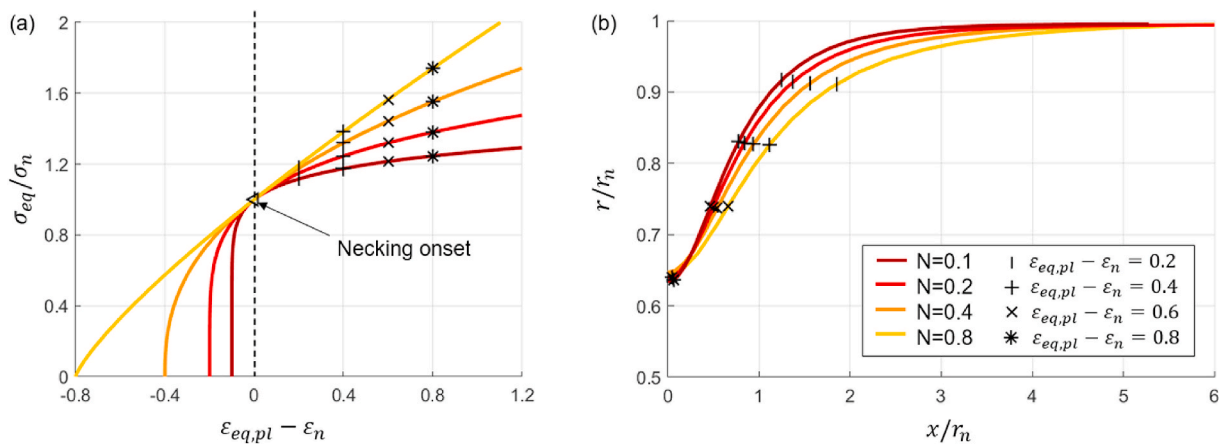 (a)
2
1.6
1.2
0.8
0.4
0
σeq/σn
Necking onset
-0.8
-0.4
0
0.4
0.8
1.2
εeq,pl − εn
(b)
1
0.9
0.8
0.7
0.6
0.5
r/rn
N=0.1 εeq,pl − εn = 0.2
N=0.2 εeq,pl − εn = 0.4
N=0.4 εeq,pl − εn = 0.6
N=0.8 εeq,pl − εn = 0.8
0
1
2
3
4
5
6
x/rn